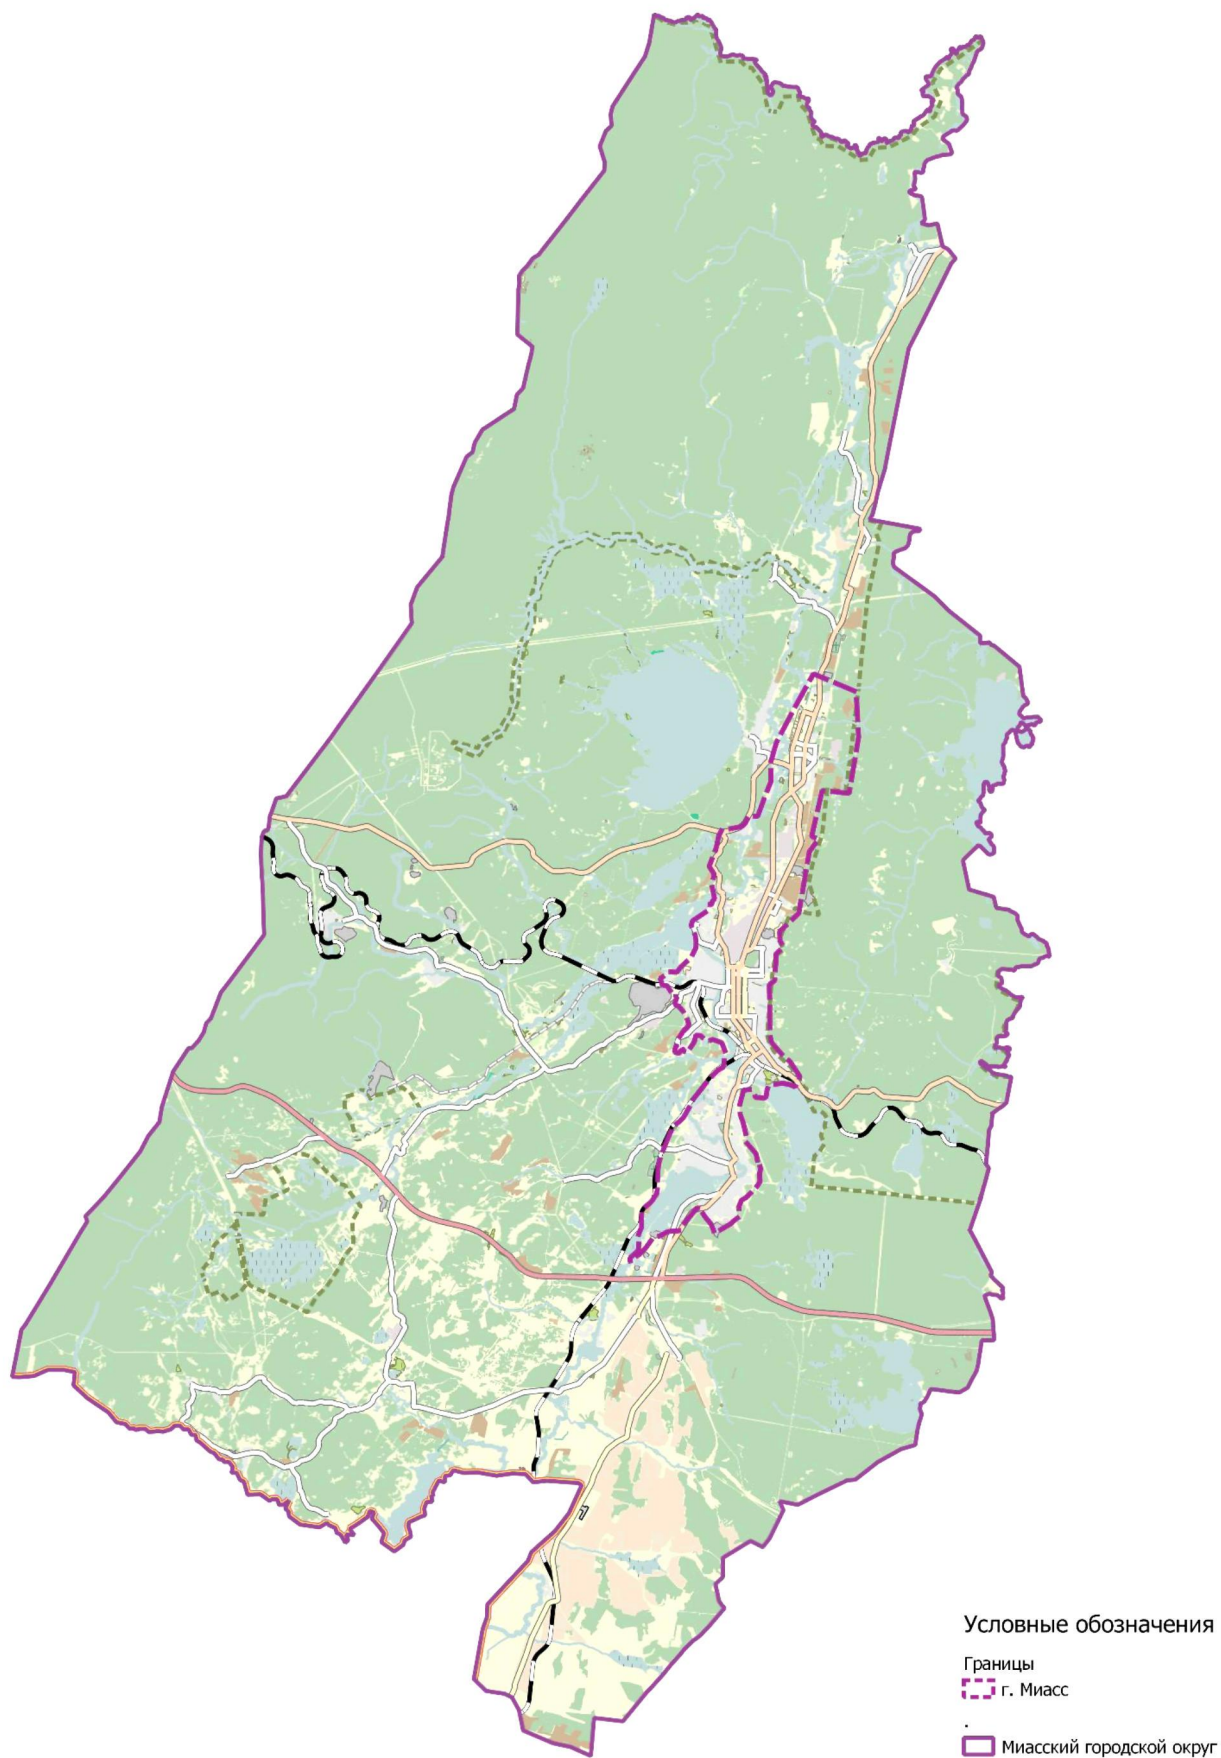 Условные обозначения
Границы
г. Миасс
.
Миасский городской округ